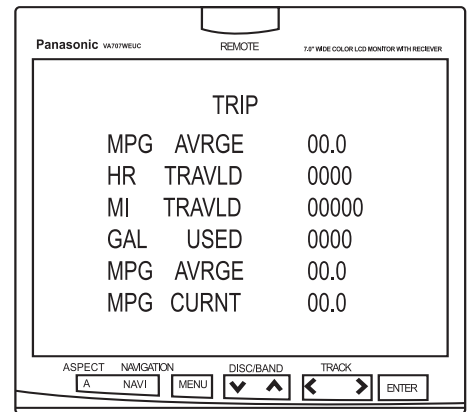 Panasonic VA707WEUC REMOTE 7.0" WIDE COLOR LCD MONITOR WITH RECIEVER
TRIP
MPG AVRGE 00.0
HR TRAVLD 0000
MI TRAVLD 00000
GAL USED 0000
MPG AVRGE 00.0
MPG CURNT 00.0
ASPECT NAVIGATION DISC/BAND TRACK
A NAVI MENU ENTER